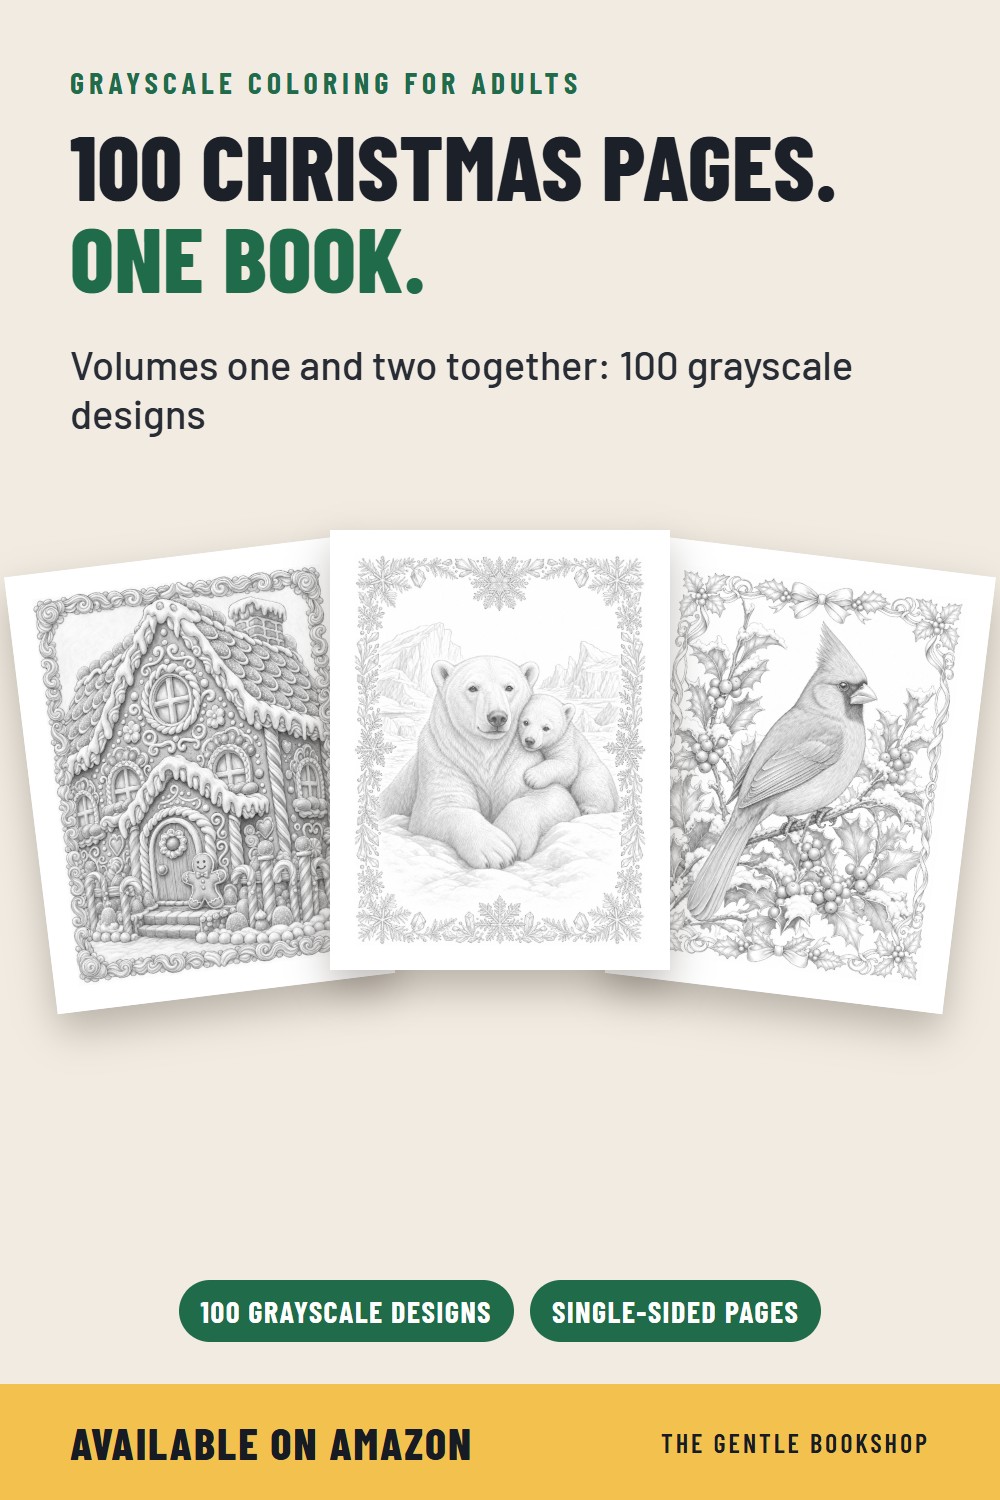 GRAYSCALE COLORING FOR ADULTS
100 CHRISTMAS PAGES.
ONE BOOK.
Volumes one and two together: 100 grayscale
designs
100 GRAYSCALE DESIGNS
SINGLE-SIDED PAGES
AVAILABLE ON AMAZON
THE GENTLE BOOKSHOP